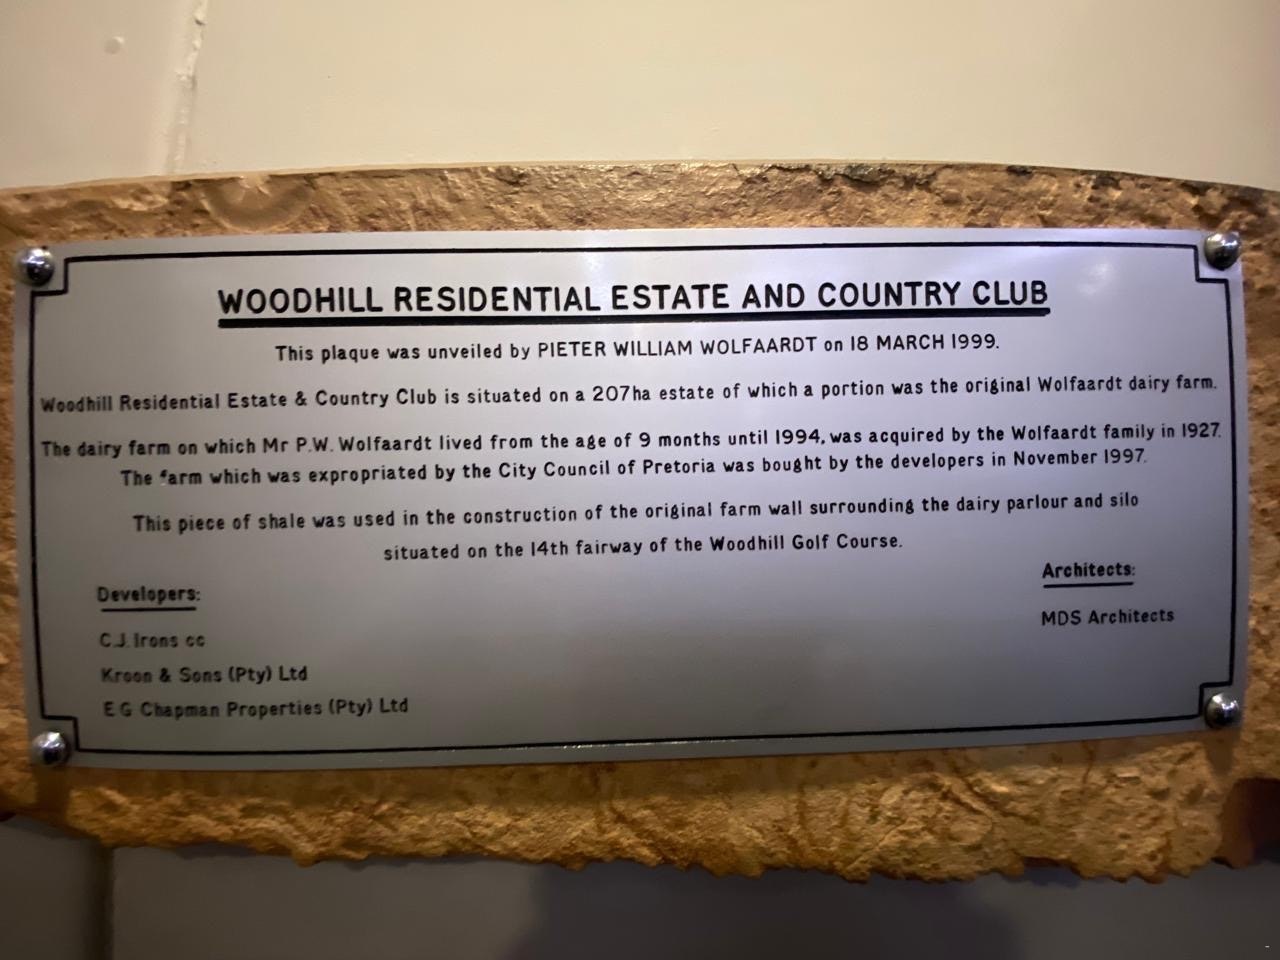 WOODHILL RESIDENTIAL ESTATE AND COUNTRY CLUB
This plaque was unveiled by PIETER WILLIAM WOLFAARDT on 18 MARCH 1999.
Woodhill Residential Estate & Country Club is situated on a 207ha estate of which a portion was the original Wolfaardt dairy farm.
The dairy farm on which Mr P.W. Wolfaardt lived from the age of 9 months until 1994, was acquired by the Wolfaardt family in 1927.
The farm which was expropriated by the City Council of Pretoria was bought by the developers in November 1997.
This piece of shale was used in the construction of the original farm wall surrounding the dairy parlour and silo
situated on the 14th fairway of the Woodhill Golf Course.
Developers:
C.J. Irons cc
Kroon & Sons (Pty) Ltd
E G Chapman Properties (Pty) Ltd
Architects:
MDS Architects